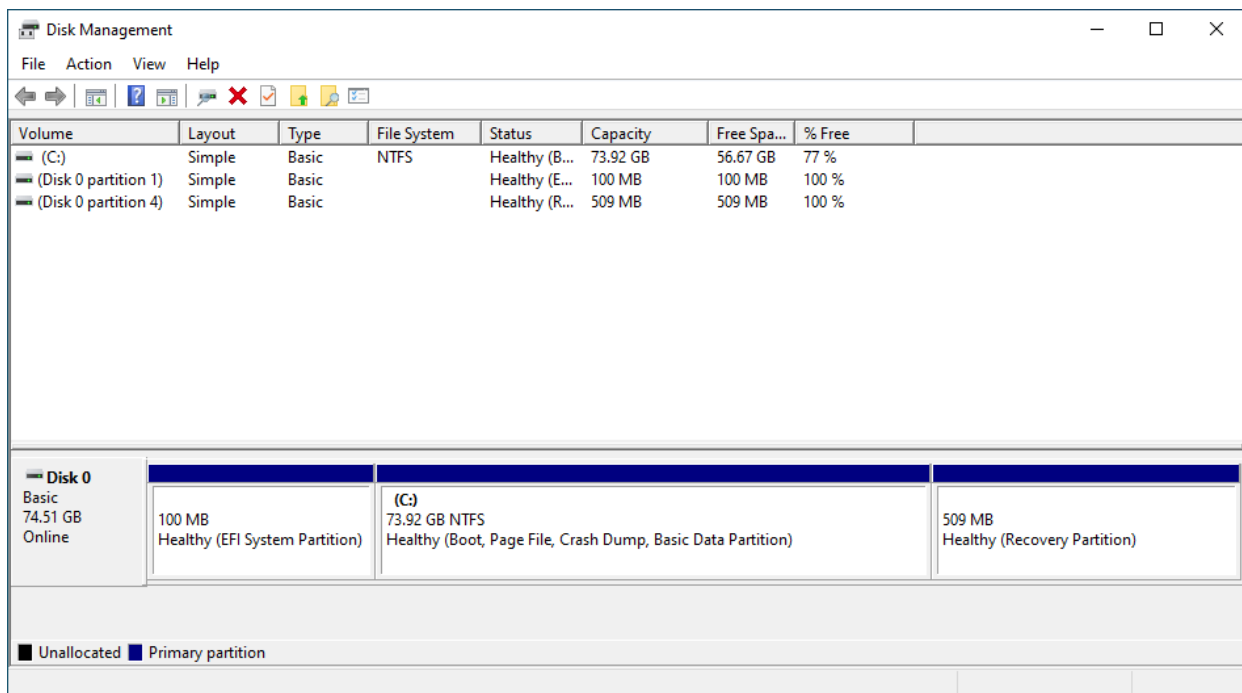 Disk Management
File Action View Help
Volume Layout Type File System Status Capacity Free Spa... % Free
(C:) Simple Basic NTFS Healthy (B... 73.92 GB 56.67 GB 77 %
(Disk 0 partition 1) Simple Basic Healthy (E... 100 MB 100 MB 100 %
(Disk 0 partition 4) Simple Basic Healthy (R... 509 MB 509 MB 100 %
Disk 0
Basic
74.51 GB
Online
100 MB
Healthy (EFI System Partition)
(C:)
73.92 GB NTFS
Healthy (Boot, Page File, Crash Dump, Basic Data Partition)
509 MB
Healthy (Recovery Partition)
Unallocated Primary partition